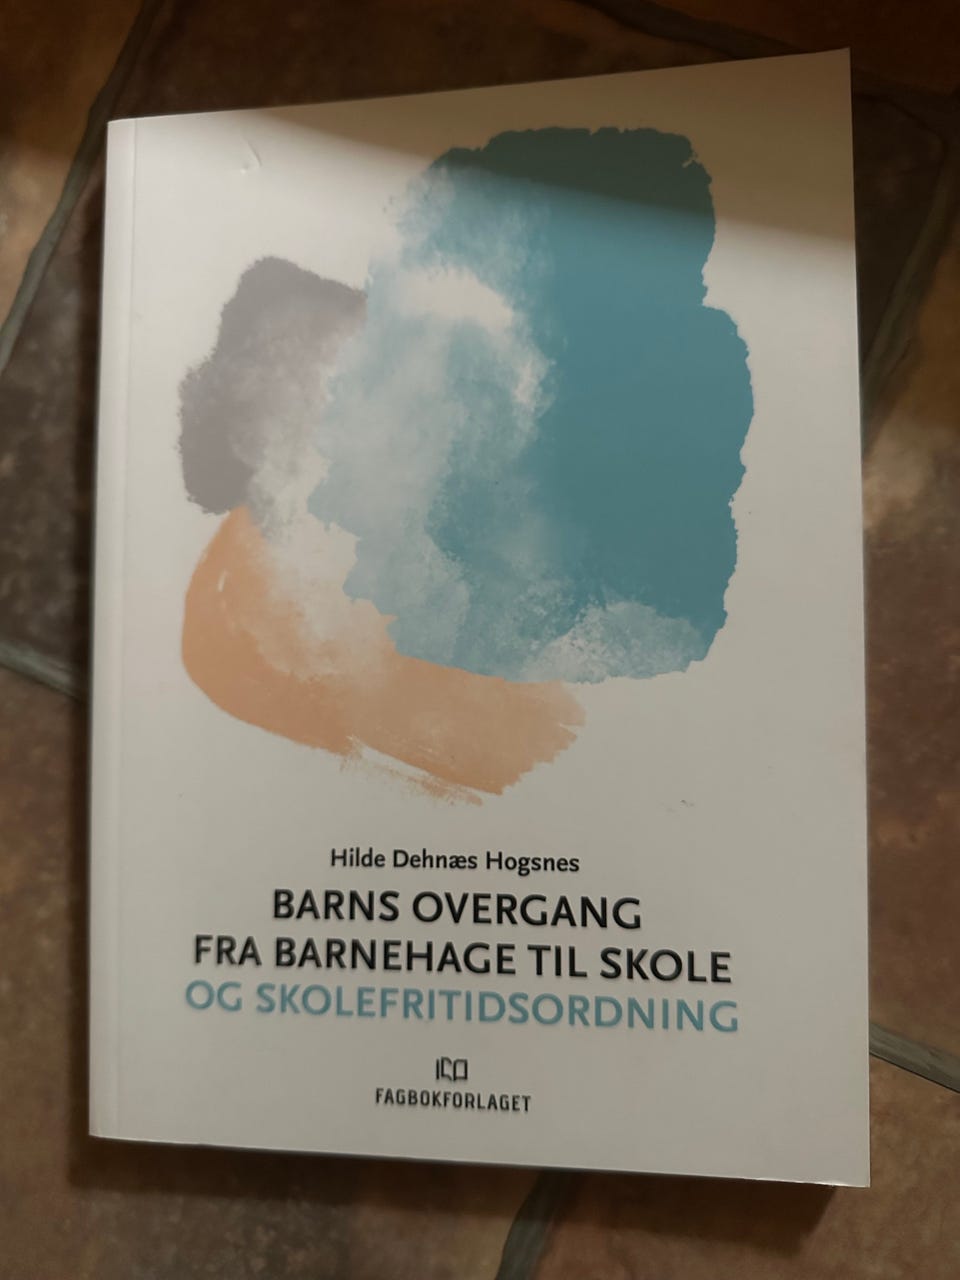 Hilde Dehnæs Hogsnes
BARNS OVERGANG
FRA BARNEHAGE TIL SKOLE
OG SKOLEFRITIDSORDNING
FAGBOKFORLAGET